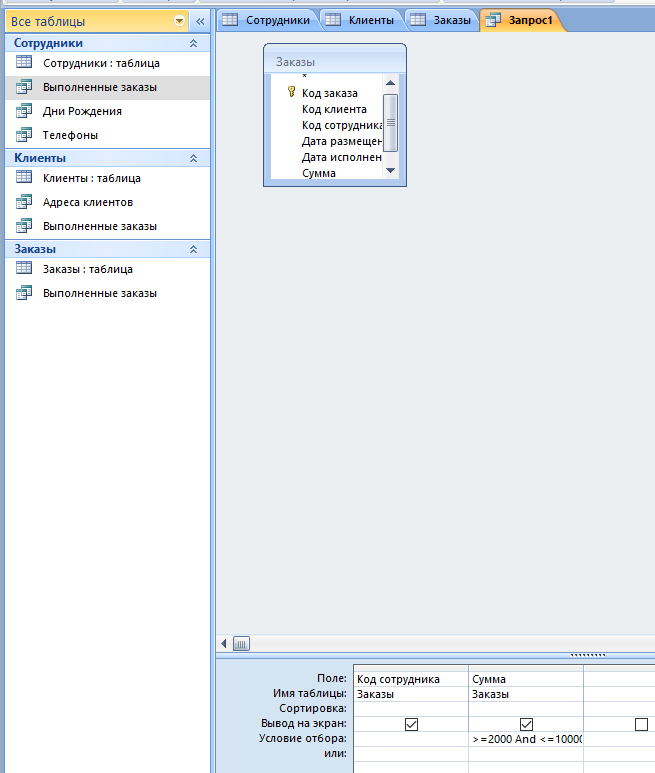 Все таблицы
Сотрудники
Сотрудники : таблица
Выполненные заказы
Дни Рождения
Телефоны
Клиенты
Клиенты : таблица
Адреса клиентов
Выполненные заказы
Заказы
Заказы : таблица
Выполненные заказы
Сотрудники Клиенты Заказы Запрос1
Заказы
*
Код заказа
Код клиента
Код сотрудника
Дата размещен
Дата исполнен
Сумма
Поле: Код сотрудника Сумма
Имя таблицы: Заказы Заказы
Сортировка:
Вывод на экран:
Условие отбора: >=2000 And <=10000
или: